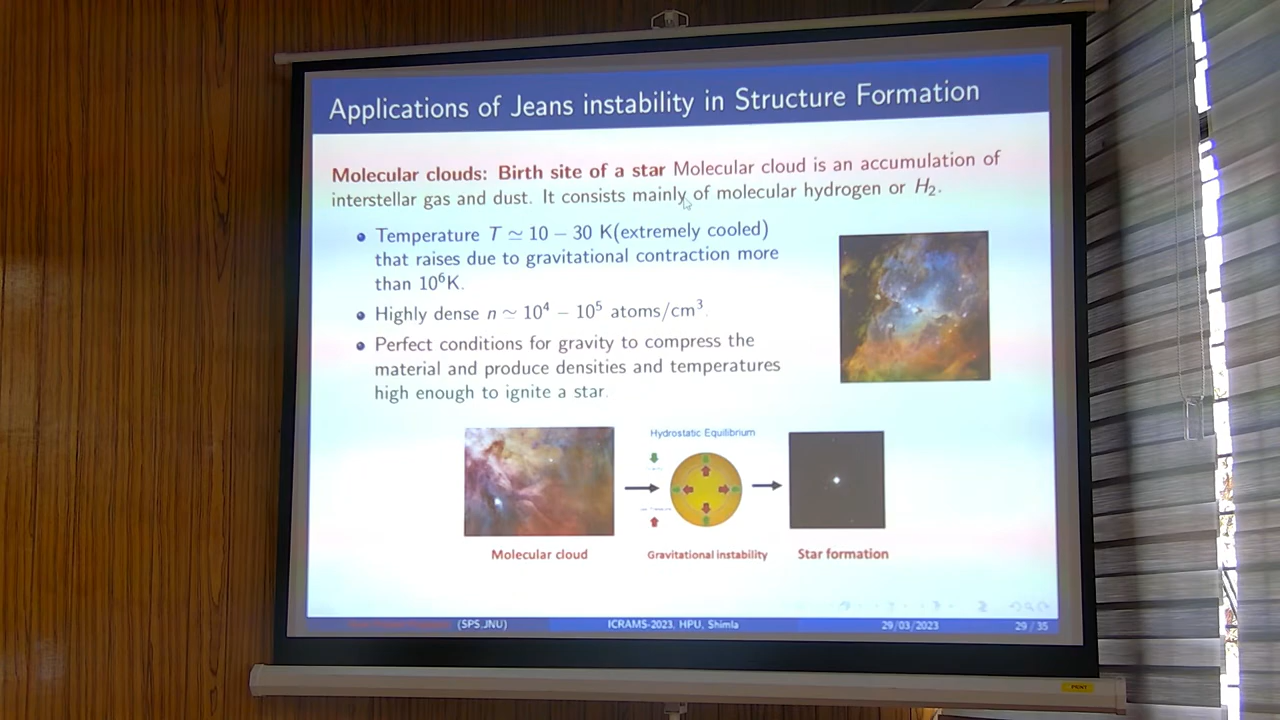 Applications of Jeans instability in Structure Formation
Molecular clouds: Birth site of a star Molecular cloud is an accumulation of
interstellar gas and dust. It consists mainly of molecular hydrogen or H₂.
Temperature T ≃ 10 − 30 K(extremely cooled)
that raises due to gravitational contraction more
than 10⁶K.
Highly dense n ∼ 10⁴ − 10⁵ atoms/cm³.
Perfect conditions for gravity to compress the
material and produce densities and temperatures
high enough to ignite a star.
Hydrostatic Equilibrium
Molecular cloud
Gravitational instability
Star formation
(SPS,JNU)
ICRAMS-2023, HPU, Shimla
29/03/2023
29 / 35